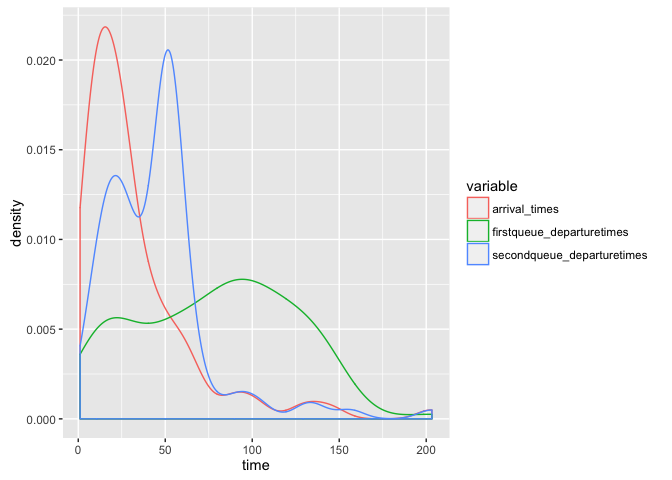 0.020
0.015
0.010
0.005
0.000
density
0
50
100
150
200
time
variable
arrival_times
firstqueue_departuretimes
secondqueue_departuretimes